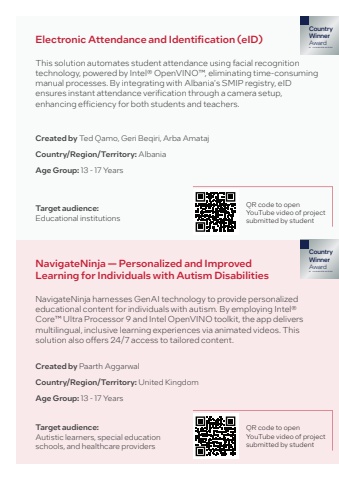 Country
Winner
Award
Electronic Attendance and Identification (eID)
This solution automates student attendance using facial recognition
technology, powered by Intel® OpenVINO™, eliminating time-consuming
manual processes. By integrating with Albania's SMIP registry, eID
ensures instant attendance verification through a camera setup,
enhancing efficiency for both students and teachers.
Created by Ted Qamo, Geri Beqiri, Arba Amataj
Country/Region/Territory: Albania
Age Group: 13 - 17 Years
Target audience:
Educational institutions
QR code to open
YouTube video of project
submitted by student
Country
Winner
Award
NavigateNinja — Personalized and Improved
Learning for Individuals with Autism Disabilities
NavigateNinja harnesses GenAI technology to provide personalized
educational content for individuals with autism. By employing Intel®
Core™ Ultra Processor 9 and Intel OpenVINO toolkit, the app delivers
multilingual, inclusive learning experiences via animated videos. This
solution also offers 24/7 access to tailored content.
Created by Paarth Aggarwal
Country/Region/Territory: United Kingdom
Age Group: 13 - 17 Years
Target audience:
Autistic learners, special education
schools, and healthcare providers
QR code to open
YouTube video of project
submitted by student